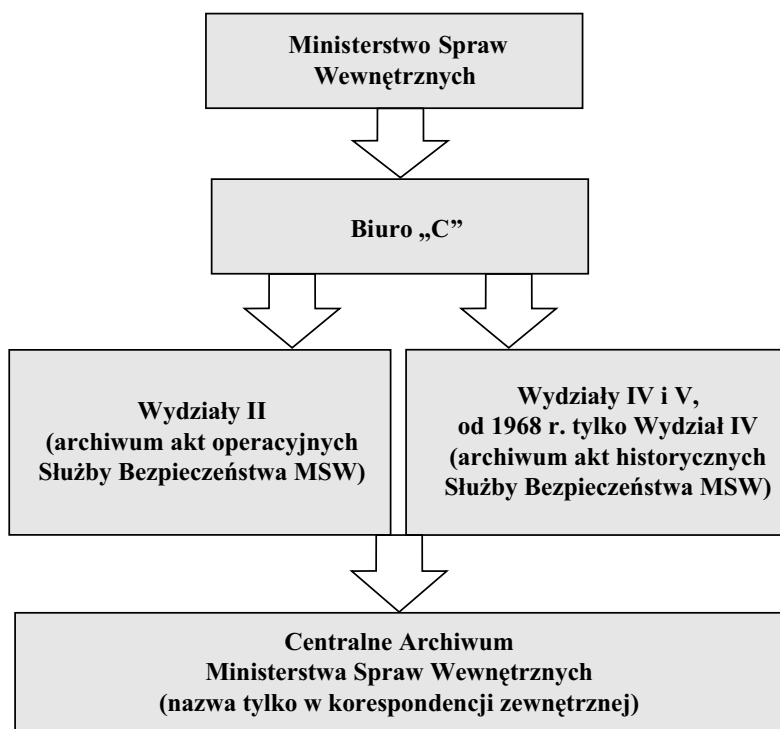 Ministerstwo Spraw
Wewnętrznych
Biuro „C”
Wydziały II
(archiwum akt operacyjnych
Służby Bezpieczeństwa MSW)
Wydziały IV i V,
od 1968 r. tylko Wydział IV
(archiwum akt historycznych
Służby Bezpieczeństwa MSW)
Centralne Archiwum
Ministerstwa Spraw Wewnętrznych
(nazwa tylko w korespondencji zewnętrznej)